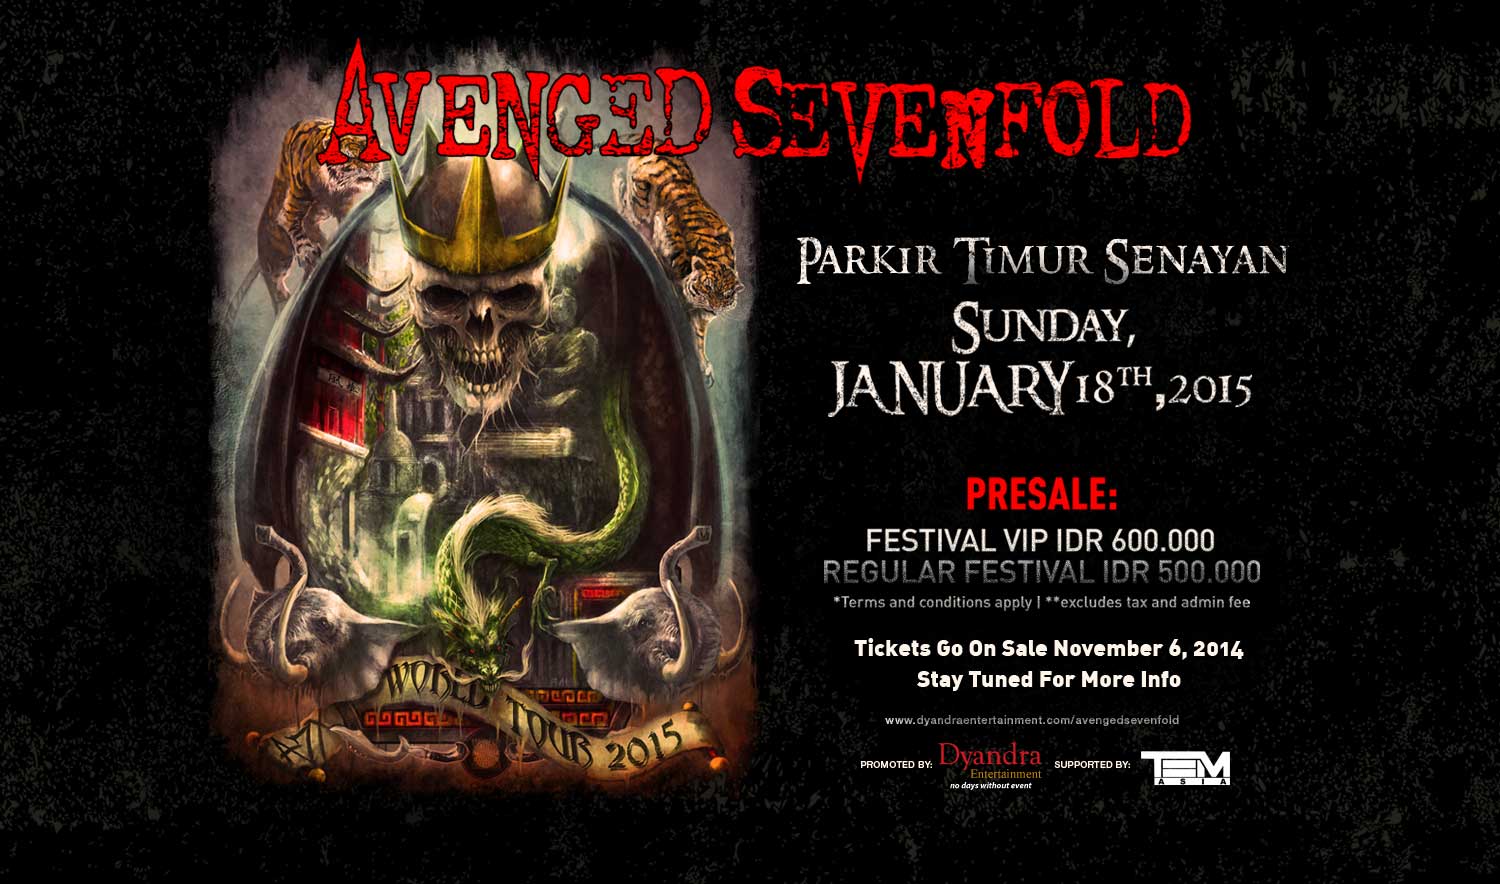 AVENGED SEVENFOLD
PARKIR TIMUR SENAYAN
SUNDAY,
JANUARY 18TH, 2015
PRESALE:
FESTIVAL VIP IDR 600.000
REGULAR FESTIVAL IDR 500.000
*Terms and conditions apply | **excludes tax and admin fee
Tickets Go On Sale November 6, 2014
Stay Tuned For More Info
www.dyandraentertainment.com/avengedsevenfold
PROMOTED BY: Dyandra Entertainment SUPPORTED BY: TEM ASIA
no days without event
WORLD
A7X TOUR 2015